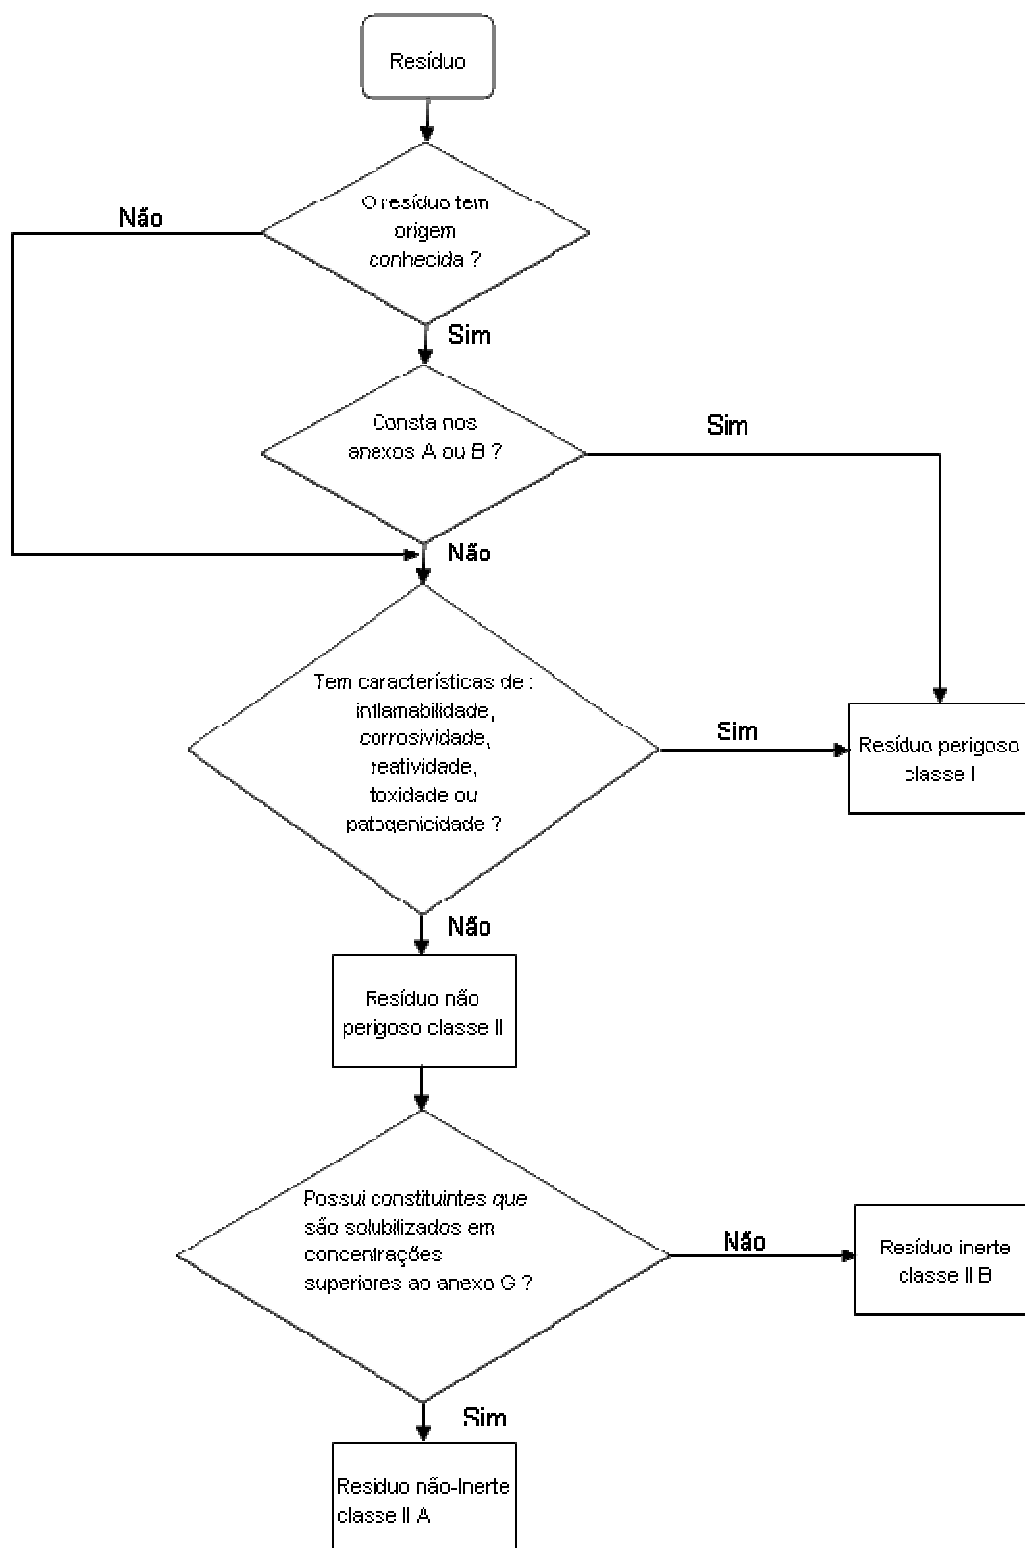 Resíduo
O resíduo tem
origem
conhecida ?
Não
Sim
Consta nos
anexos A ou B ?
Sim
Não
Tem características de :
inflamabilidade,
corrosividade,
reatividade,
toxidade ou
patogenicidade ?
Sim
Resíduo perigoso
classe I
Não
Resíduo não
perigoso classe II
Possui constituintes que
são solubilizados em
concentrações
superiores ao anexo G ?
Não
Resíduo inerte
classe II B
Sim
Resíduo não-Inerte
classe II A